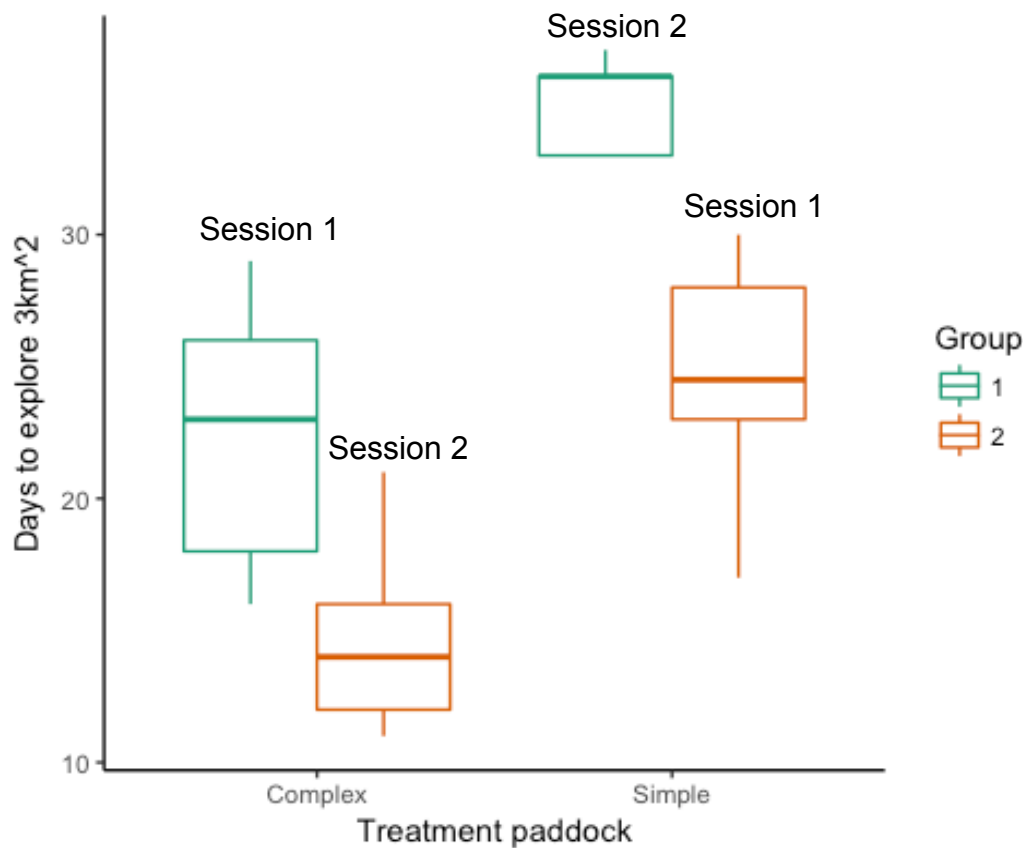 Session 2
Session 1
Session 1
Session 2
30
20
10
Days to explore 3km^2
Complex
Simple
Treatment paddock
Group
1
2